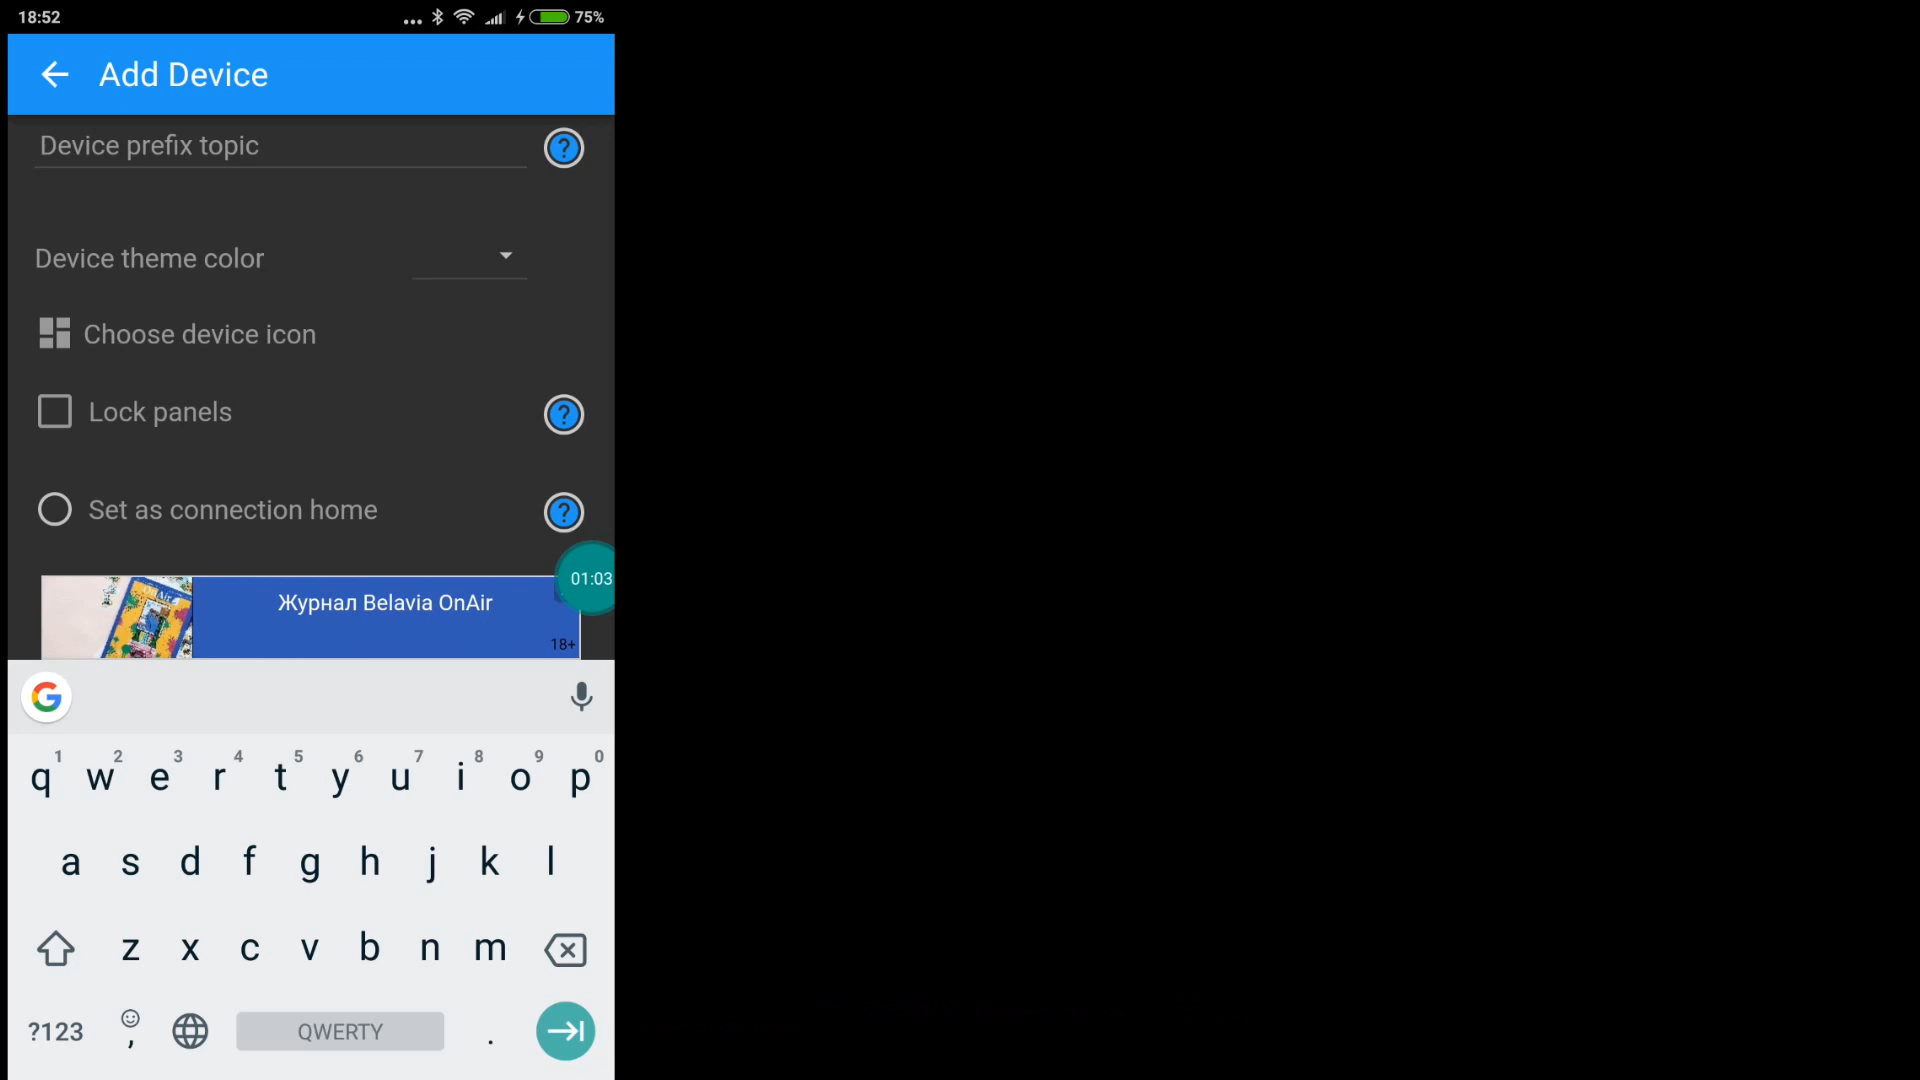 18:52
... 75%
Add Device
Device prefix topic
?
Device theme color
Choose device icon
Lock panels
?
Set as connection home
?
01:03
OnAir
Журнал Belavia OnAir
18+
G
1 2 3 4 5 6 7 8 9 0
q w e r t y u i o p
a s d f g h j k l
z x c v b n m
?123 , QWERTY .